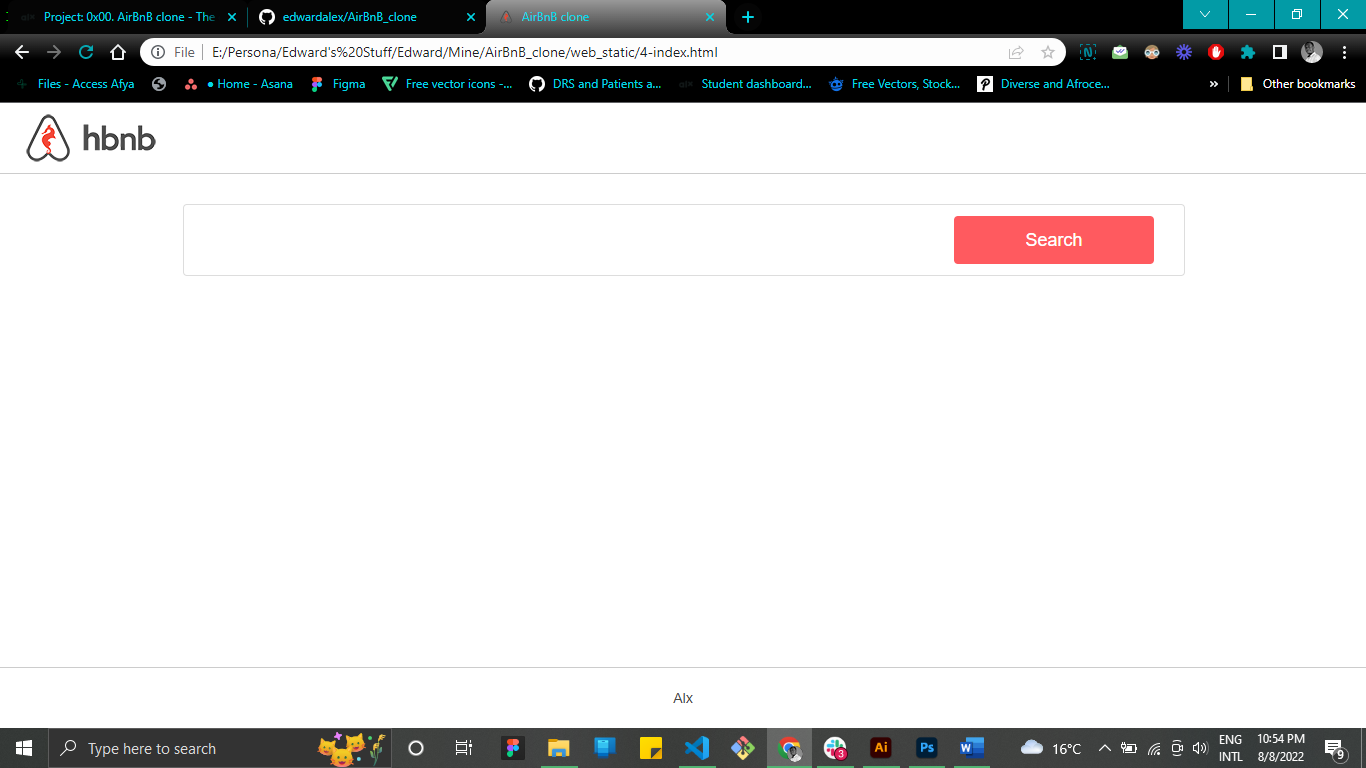 Project: 0x00. AirBnB clone - The
edwardalex/AirBnB_clone
AirBnB clone
File
E:/Persona/Edward's%20Stuff/Edward/Mine/AirBnB_clone/web_static/4-index.html
Files - Access Afya
Home - Asana
Figma
Free vector icons -...
DRS and Patients a...
Student dashboard...
Free Vectors, Stock...
Diverse and Afroce...
»
Other bookmarks
hbnb
Search
Alx
Type here to search
3
Ai
Ps
16°C
ENG
INTL
10:54 PM
8/8/2022
9